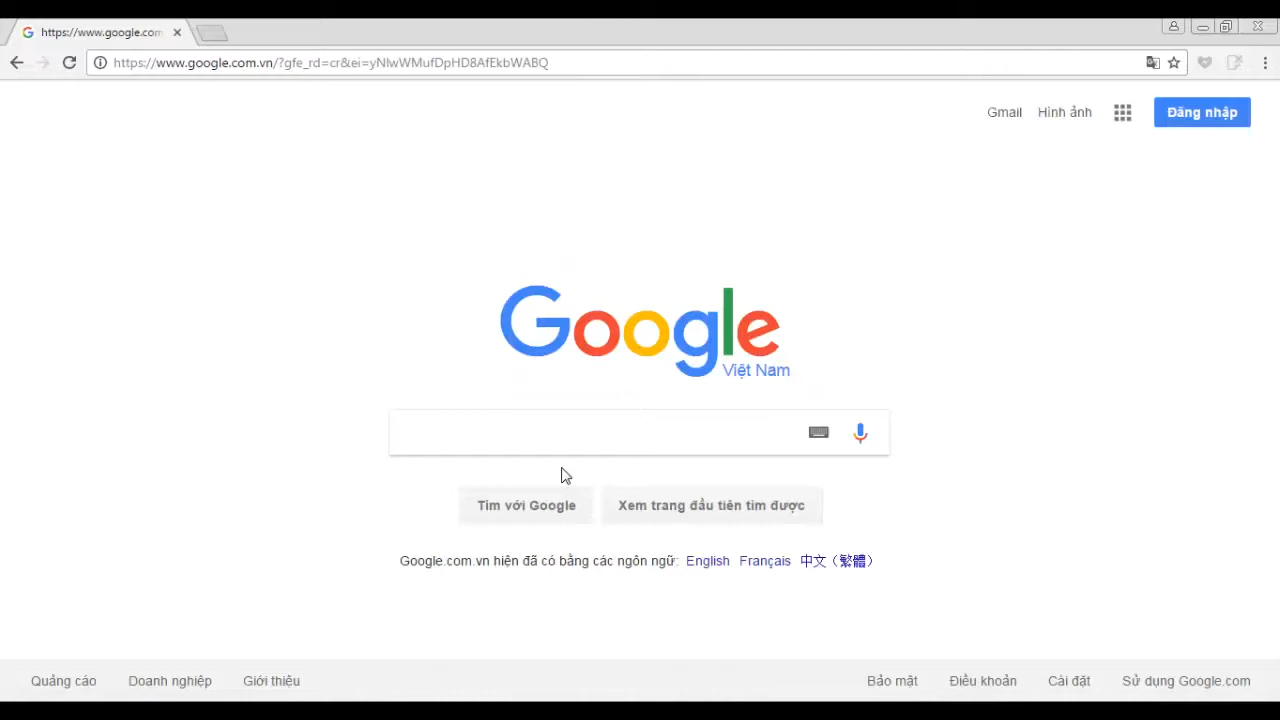 https://www.google.com
https://www.google.com.vn/?gfe_rd=cr&ei=yNlwWMufDpHD8AfEkbWABQ
Gmail Hình ảnh Đăng nhập
Google
Việt Nam
Tìm với Google Xem trang đầu tiên tìm được
Google.com.vn hiện đã có bằng các ngôn ngữ: English Français 中文（繁體）
Quảng cáo Doanh nghiệp Giới thiệu Bảo mật Điều khoản Cài đặt Sử dụng Google.com